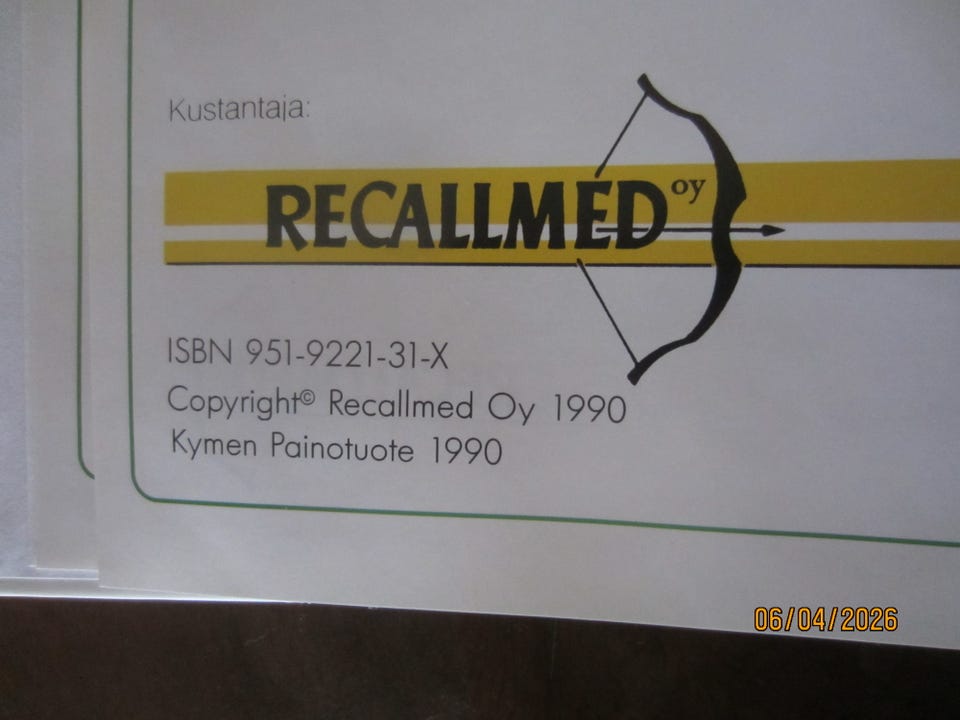 Kustantaja:
RECALLMED oy
ISBN 951-9221-31-X
Copyright© Recallmed Oy 1990
Kymen Painotuote 1990
06/04/2026